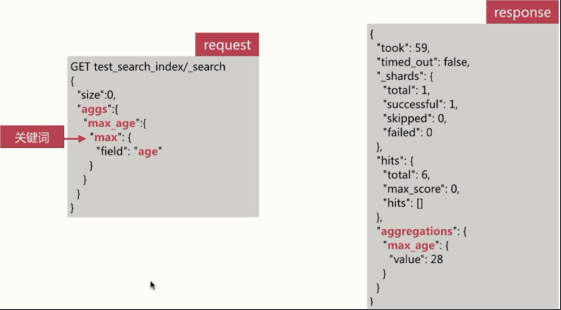 request
GET test_search_index/_search
{
"size":0,
"aggs":{
"max_age":{
关键词
"max": {
"field": "age"
}
}
}
}
response
{
"took": 59,
"timed_out": false,
"_shards": {
"total": 1,
"successful": 1,
"skipped": 0,
"failed": 0
},
"hits": {
"total": 6,
"max_score": 0,
"hits": []
},
"aggregations": {
"max_age": {
"value": 28
}
}
}